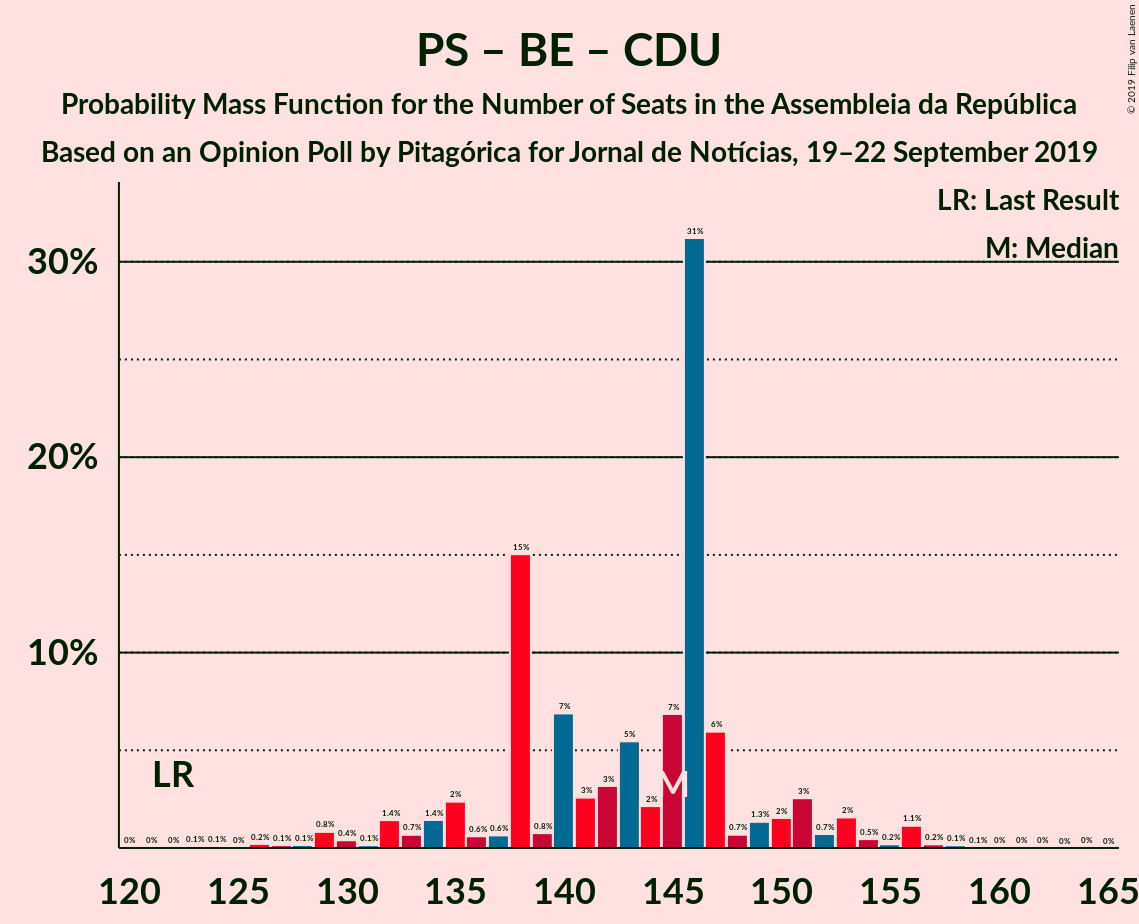 PS – BE – CDU
Probability Mass Function for the Number of Seats in the Assembleia da República
Based on an Opinion Poll by Pitagórica for Jornal de Notícias, 19–22 September 2019
© 2019 Filip van Laenen
LR: Last Result
M: Median
30%
20%
10%
LR
M
0% 0% 0% 0.1% 0.1% 0% 0.2% 0.1% 0.1% 0.8% 0.4% 0.1% 1.4% 0.7% 1.4% 2% 0.6% 0.6% 15% 0.8% 7% 3% 3% 5% 2% 7% 31% 6% 0.7% 1.3% 2% 3% 0.7% 2% 0.5% 0.2% 1.1% 0.2% 0.1% 0.1% 0% 0% 0% 0% 0% 0%
120 125 130 135 140 145 150 155 160 165